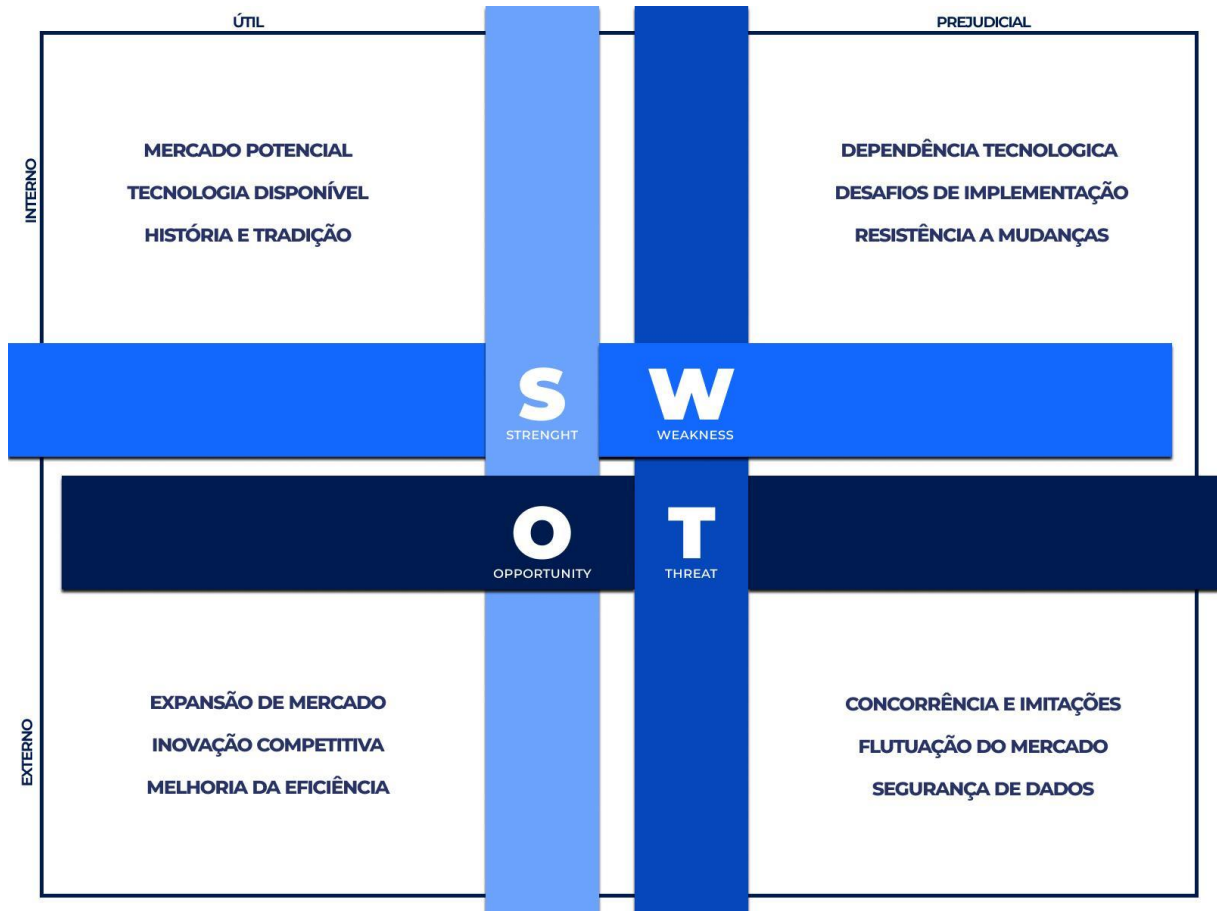 ÚTIL
PREJUDICIAL
INTERNO
MERCADO POTENCIAL
TECNOLOGIA DISPONÍVEL
HISTÓRIA E TRADIÇÃO
DEPENDÊNCIA TECNOLOGICA
DESAFIOS DE IMPLEMENTAÇÃO
RESISTÊNCIA A MUDANÇAS
S
STRENGHT
W
WEAKNESS
O
OPPORTUNITY
T
THREAT
EXTERNO
EXPANSÃO DE MERCADO
INOVAÇÃO COMPETITIVA
MELHORIA DA EFICIÊNCIA
CONCORRÊNCIA E IMITAÇÕES
FLUTUAÇÃO DO MERCADO
SEGURANÇA DE DADOS